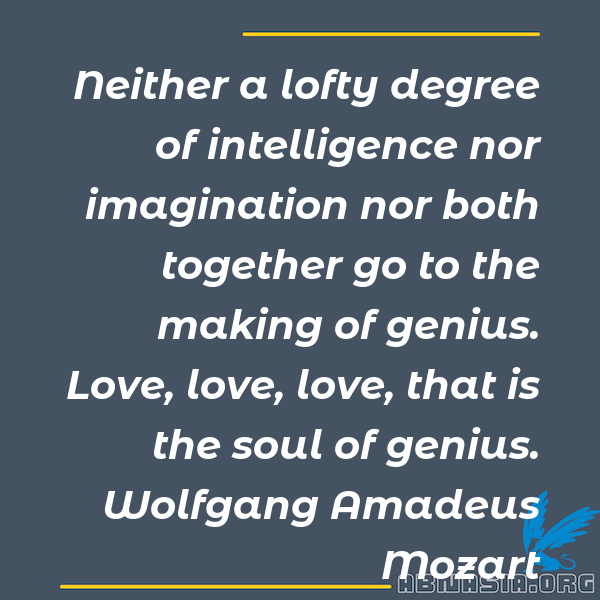 Neither a lofty degree
of intelligence nor
imagination nor both
together go to the
making of genius.
Love, love, love, that is
the soul of genius.
Wolfgang Amadeus
Mozart
ABNASIA.ORG